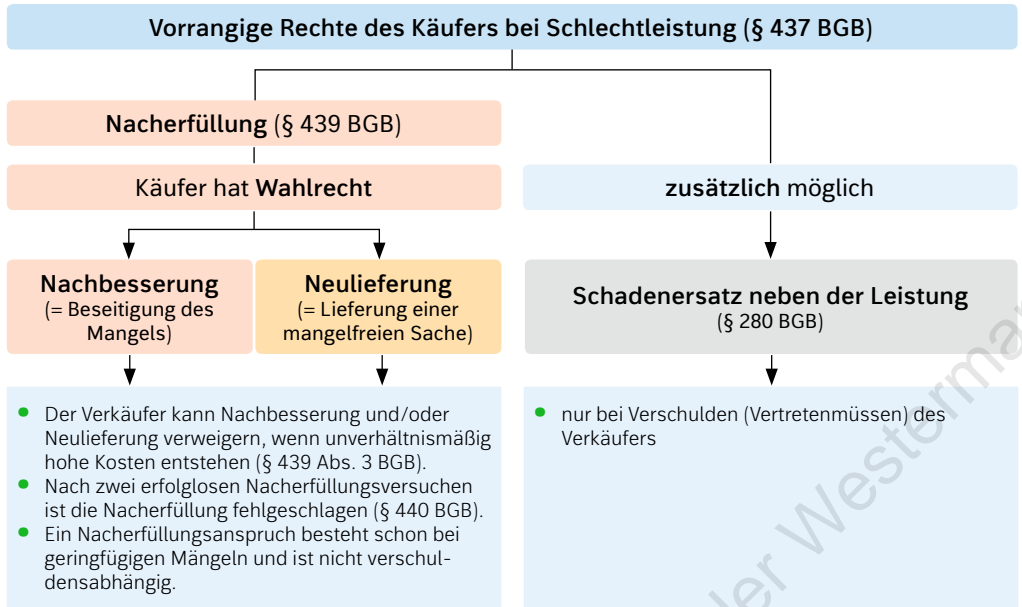 Vorrangige Rechte des Käufers bei Schlechtleistung (§ 437 BGB)
Nacherfüllung (§ 439 BGB)
Käufer hat Wahlrecht
zusätzlich möglich
Nachbesserung
(= Beseitigung des
Mangels)
Neulieferung
(= Lieferung einer
mangelfreien Sache)
Schadenersatz neben der Leistung
(§ 280 BGB)
• Der Verkäufer kann Nachbesserung und/oder
Neulieferung verweigern, wenn unverhältnismäßig
hohe Kosten entstehen (§ 439 Abs. 3 BGB).
• Nach zwei erfolglosen Nacherfüllungsversuchen
ist die Nacherfüllung fehlgeschlagen (§ 440 BGB).
• Ein Nacherfüllungsanspruch besteht schon bei
geringfügigen Mängeln und ist nicht verschul-
densabhängig.
• nur bei Verschulden (Vertretenmüssen) des
Verkäufers